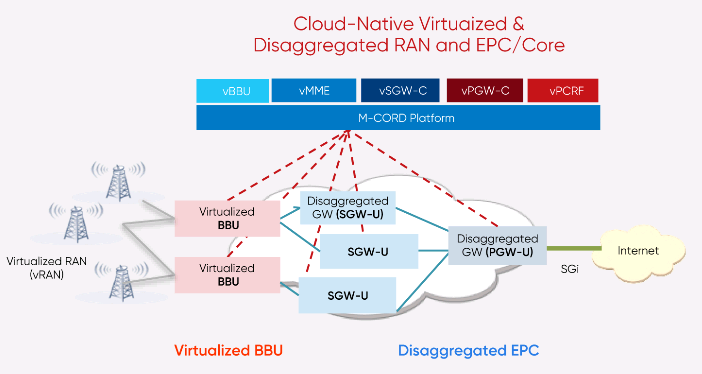 Cloud-Native Virtuaized &
Disaggregated RAN and EPC/Core
vBBU
vMME
vSGW-C
vPGW-C
vPCRF
M-CORD Platform
Virtualized
BBU
Disaggregated
GW (SGW-U)
SGW-U
Disaggregated
GW (PGW-U)
Internet
SGi
Virtualized RAN
(vRAN)
Virtualized
BBU
SGW-U
Virtualized BBU
Disaggregated EPC